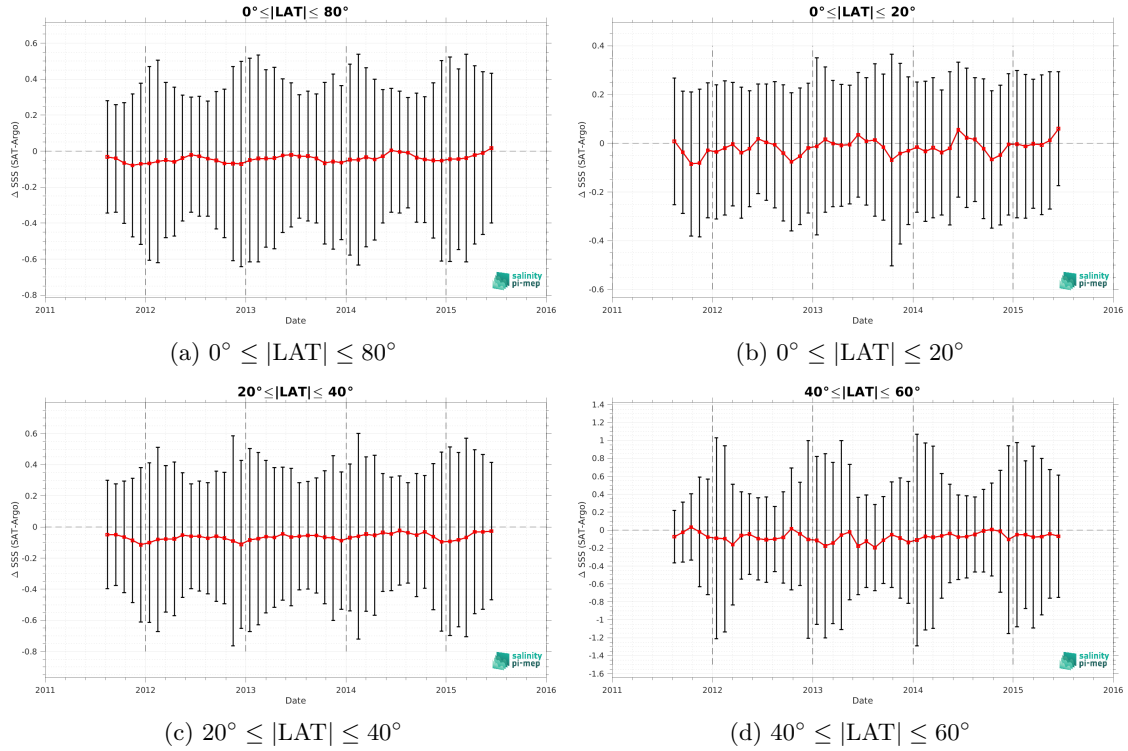 0°≤|LAT|≤ 80°
Δ SSS (SAT-Argo)
0.6
0.4
0.2
0
-0.2
-0.4
-0.6
-0.8
2011
2012
2013
2014
2015
2016
Date
salinity
pi-mep
(a) 0° ≤ |LAT| ≤ 80°
0°≤|LAT|≤ 20°
Δ SSS (SAT-Argo)
0.4
0.2
0
-0.2
-0.4
-0.6
2011
2012
2013
2014
2015
2016
Date
salinity
pi-mep
(b) 0° ≤ |LAT| ≤ 20°
20°≤|LAT|≤ 40°
Δ SSS (SAT-Argo)
0.6
0.4
0.2
0
-0.2
-0.4
-0.6
-0.8
2011
2012
2013
2014
2015
2016
Date
salinity
pi-mep
(c) 20° ≤ |LAT| ≤ 40°
40°≤|LAT|≤ 60°
Δ SSS (SAT-Argo)
1.4
1.2
1
0.8
0.6
0.4
0.2
0
-0.2
-0.4
-0.6
-0.8
-1
-1.2
-1.4
-1.6
2011
2012
2013
2014
2015
2016
Date
salinity
pi-mep
(d) 40° ≤ |LAT| ≤ 60°